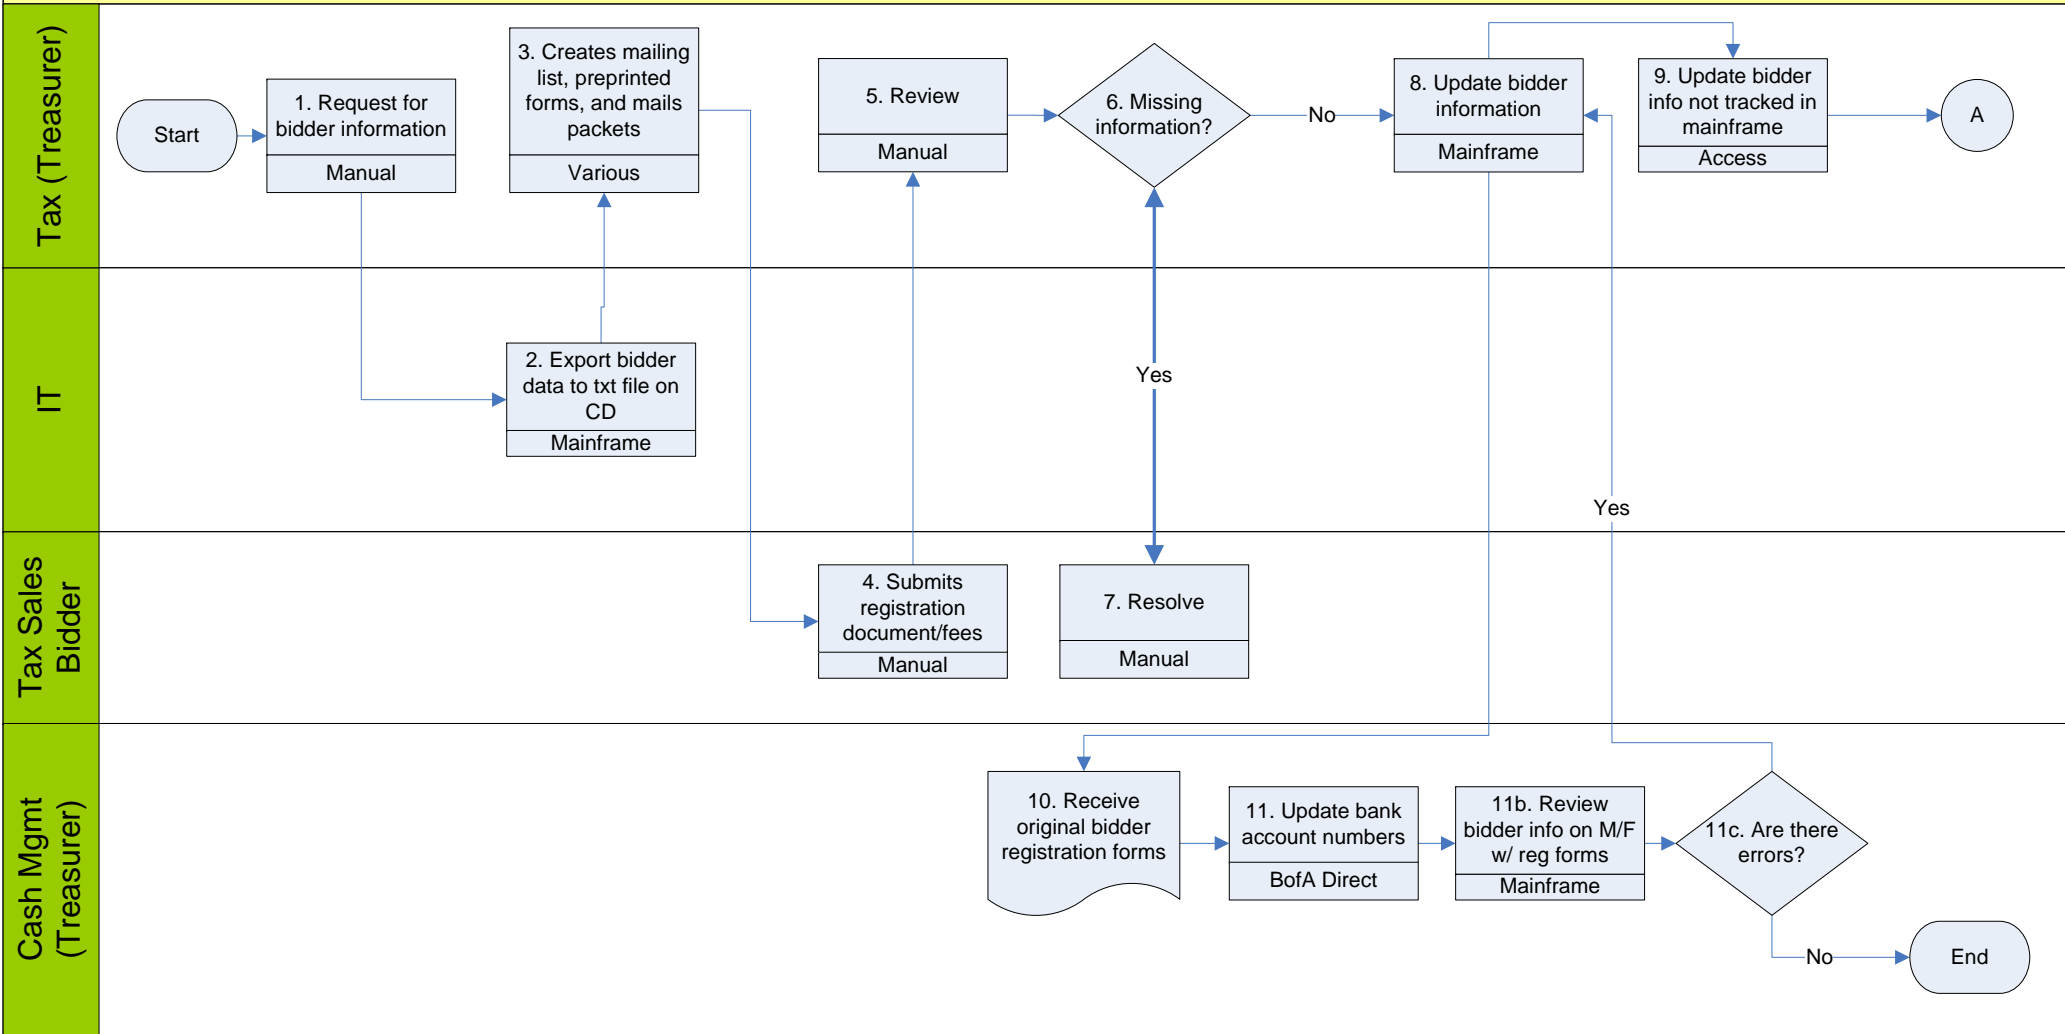 Tax (Treasurer)
Start
1. Request for
bidder information
Manual
3. Creates mailing
list, preprinted
forms, and mails
packets
Various
5. Review
Manual
6. Missing
information?
No
8. Update bidder
information
Mainframe
9. Update bidder
info not tracked in
mainframe
Access
A
IT
2. Export bidder
data to txt file on
CD
Mainframe
Yes
Yes
Tax Sales
Bidder
4. Submits
registration
document/fees
Manual
7. Resolve
Manual
Cash Mgmt
(Treasurer)
10. Receive
original bidder
registration forms
11. Update bank
account numbers
BofA Direct
11b. Review
bidder info on M/F
w/ reg forms
Mainframe
11c. Are there
errors?
No
End